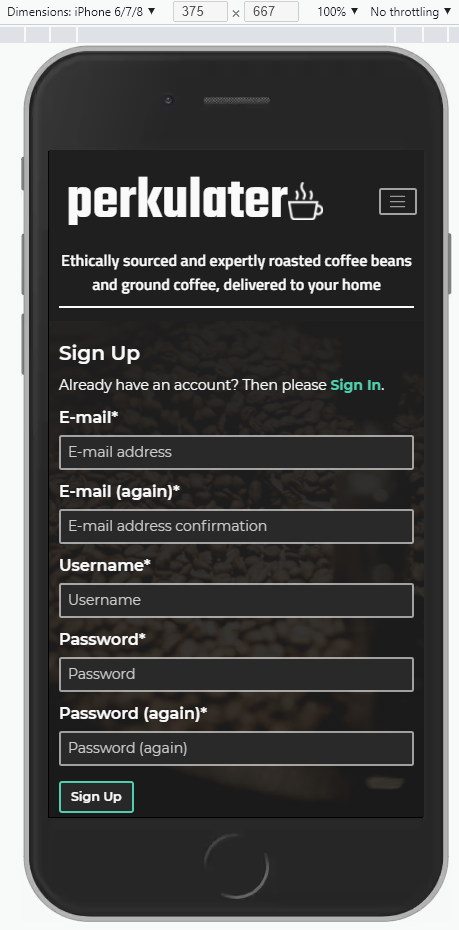 Dimensions: iPhone 6/7/8 ▼ 375 x 667 100% ▼ No throttling ▼
perkulater
Ethically sourced and expertly roasted coffee beans
and ground coffee, delivered to your home
Sign Up
Already have an account? Then please Sign In.
E-mail*
E-mail address
E-mail (again)*
E-mail address confirmation
Username*
Username
Password*
Password
Password (again)*
Password (again)
Sign Up